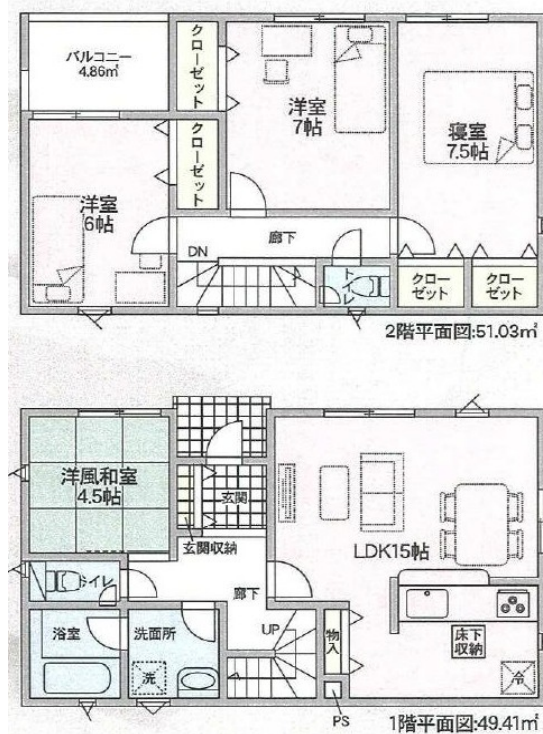 バルコニー
4.86㎡
クローゼット
洋室
7帖
寝室
7.5帖
クローゼット
洋室
6帖
廊下
DN
トイレ
クロー
ゼット
クロー
ゼット
2階平面図:51.03㎡
洋風和室
4.5帖
玄関
玄関収納
LDK15帖
トイレ
廊下
浴室
洗面所
UP
物入
床下
収納
洗
冷
PS
1階平面図:49.41㎡